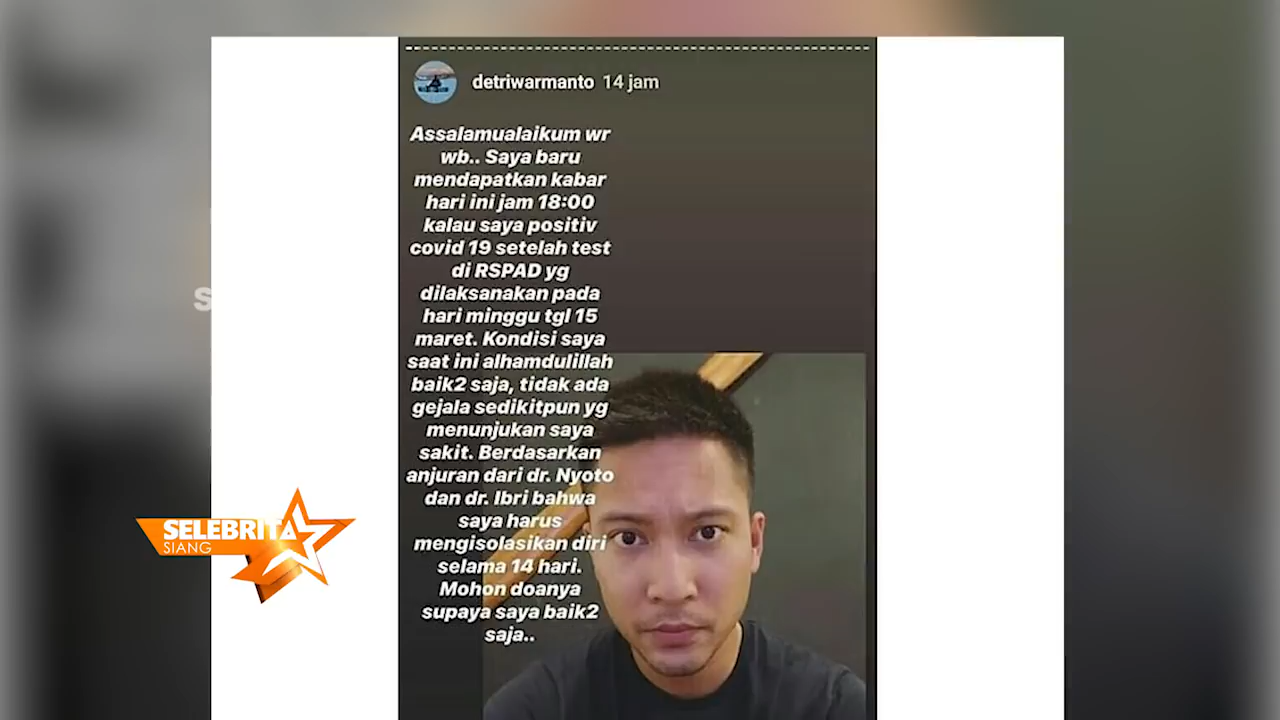 detriwarmanto 14 jam
Assalamualaikum wr
wb.. Saya baru
mendapatkan kabar
hari ini jam 18:00
kalau saya positiv
covid 19 setelah test
di RSPAD yg
dilaksanakan pada
hari minggu tgl 15
maret. Kondisi saya
saat ini alhamdulillah
baik2 saja, tidak ada
gejala sedikitpun yg
menunjukan saya
sakit. Berdasarkan
anjuran dari dr. Nyoto
dan dr. Ibri bahwa
saya harus
mengisolasikan diri
selama 14 hari.
Mohon doanya
supaya saya baik2
saja..
SELEBRITA
SIANG